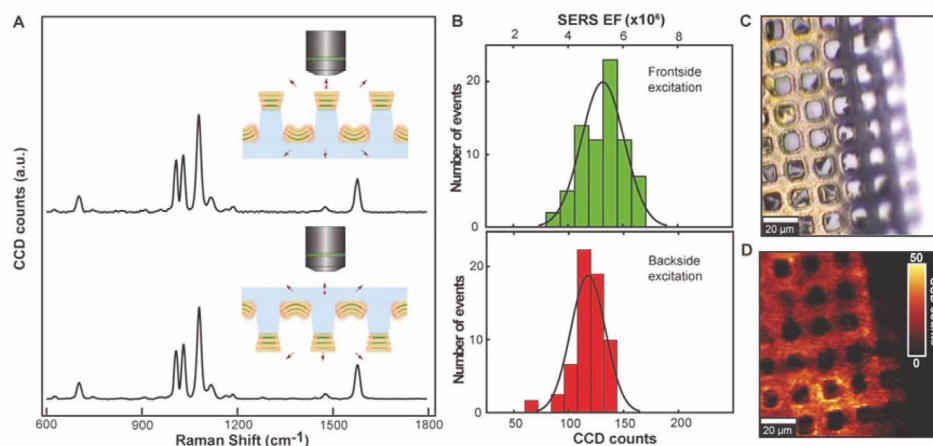 A
CCD counts (a.u.)
600
900
1200
1500
1800
Raman Shift (cm-1)
B
SERS EF (x10⁶)
2
4
6
8
Frontside
excitation
Number of events
20
10
0
Backside
excitation
Number of events
20
10
0
50
100
150
200
CCD counts
C
20 µm
D
50
0
20 µm